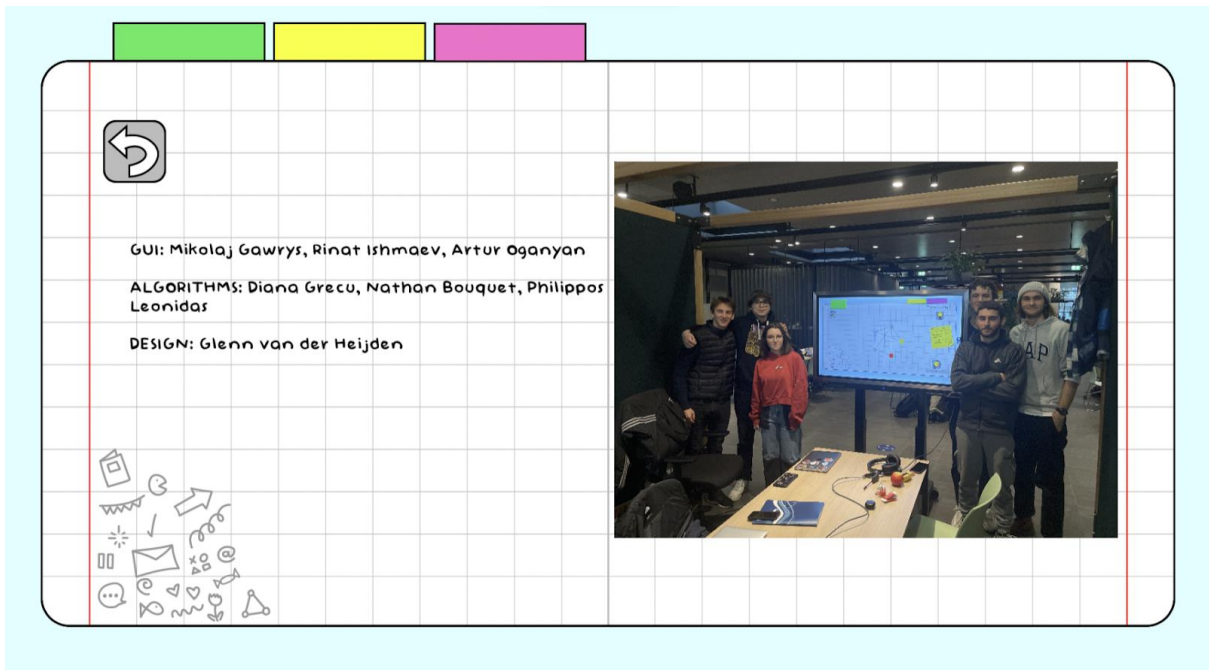 GUI: Mikolaj Gawrys, Rinat Ishmaev, Artur Oganyan
ALGORITHMS: Diana Grecu, Nathan Bouquet, Philippos
Leonidas
DESIGN: Glenn van der Heijden
AP